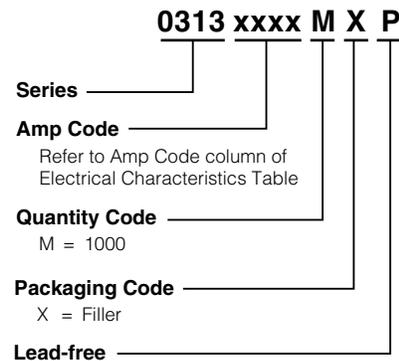 0313 xxxx M X P
Series
Amp Code
Refer to Amp Code column of
Electrical Characteristics Table
Quantity Code
M = 1000
Packaging Code
X = Filler
Lead-free